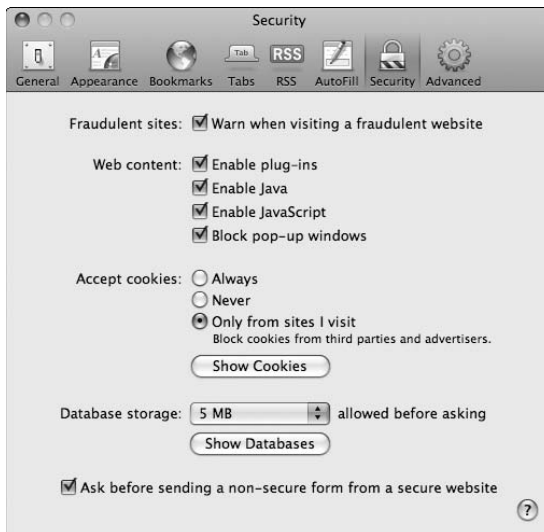 Security
Tab RSS
General Appearance Bookmarks Tabs RSS AutoFill Security Advanced
Fraudulent sites: Warn when visiting a fraudulent website
Web content: Enable plug-ins
Enable Java
Enable JavaScript
Block pop-up windows
Accept cookies: Always
Never
Only from sites I visit
Block cookies from third parties and advertisers.
Show Cookies
Database storage: 5 MB allowed before asking
Show Databases
Ask before sending a non-secure form from a secure website
?